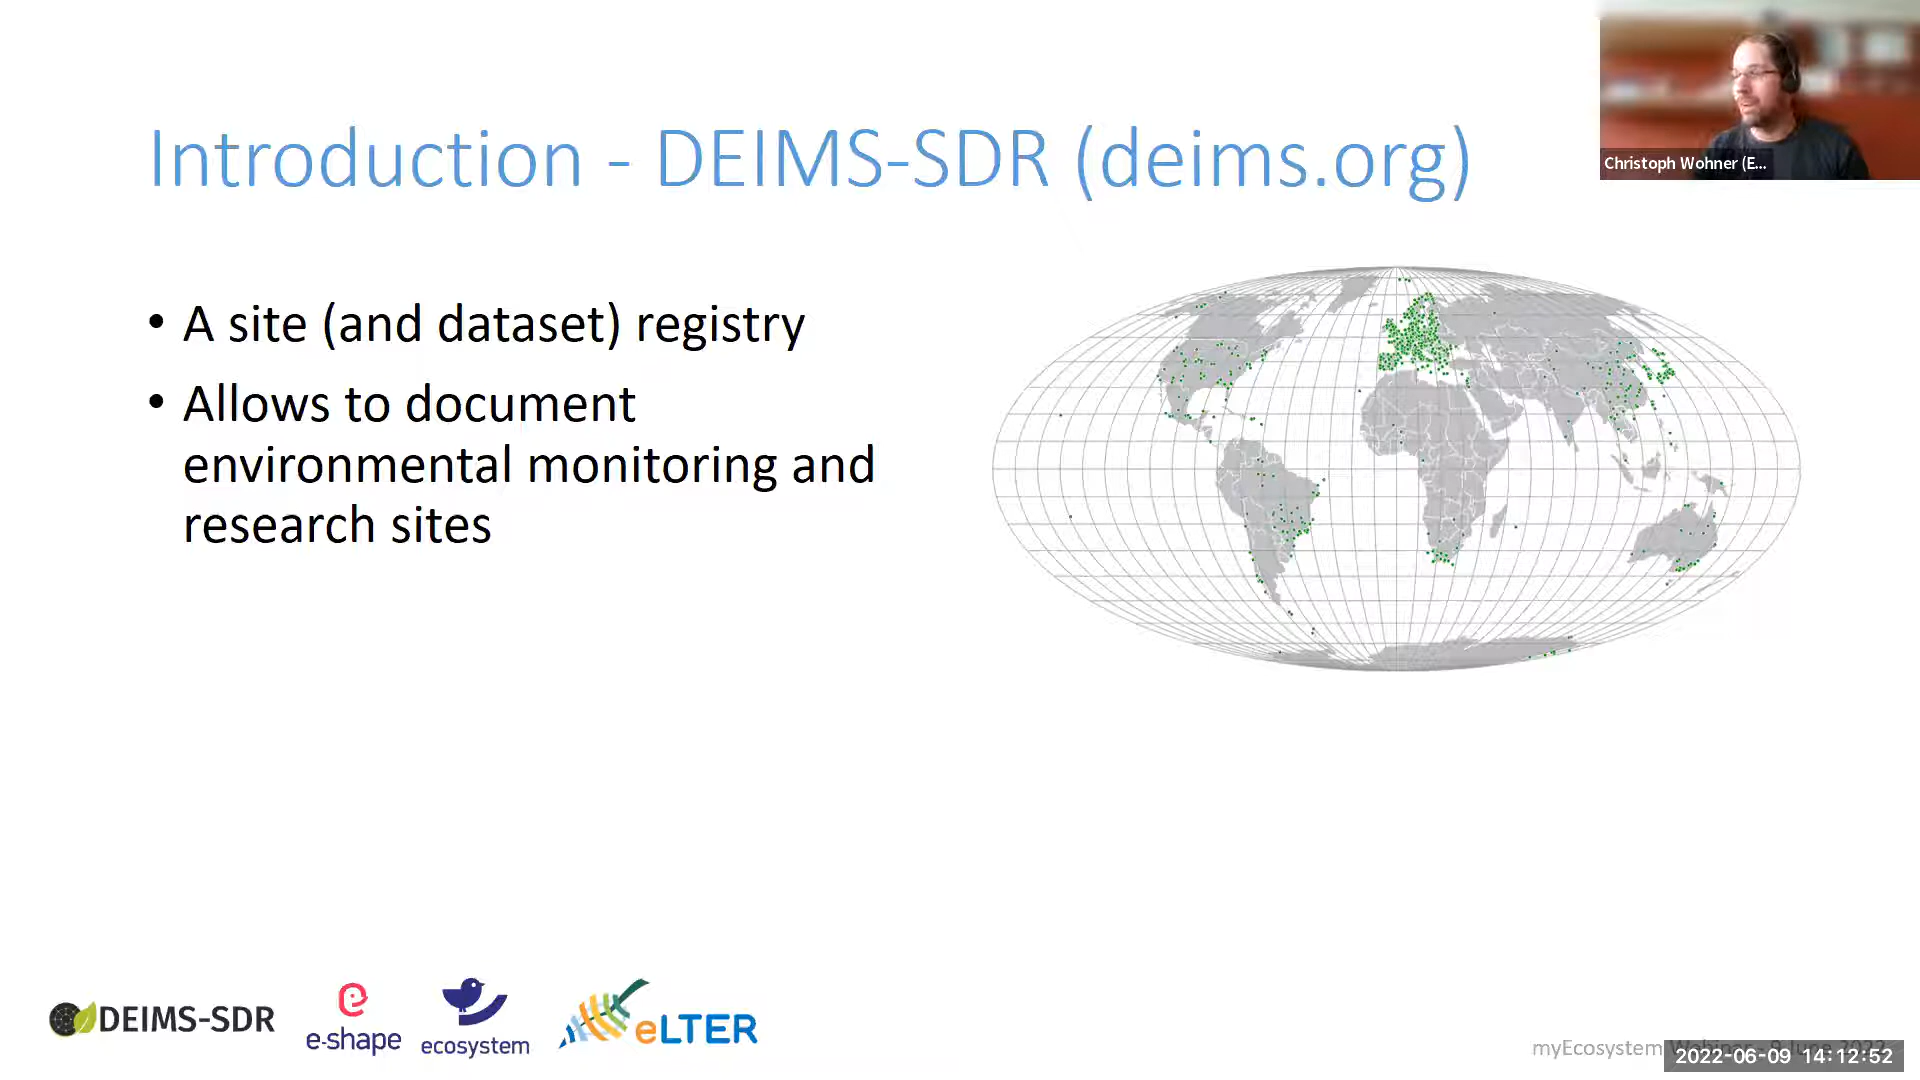 Introduction - DEIMS-SDR (deims.org)
Christoph Wohner (E...
• A site (and dataset) registry
• Allows to document
environmental monitoring and
research sites
DEIMS-SDR
e-shape
ecosystem
eLTER
myEcosystem
2022-06-09 14:12:52